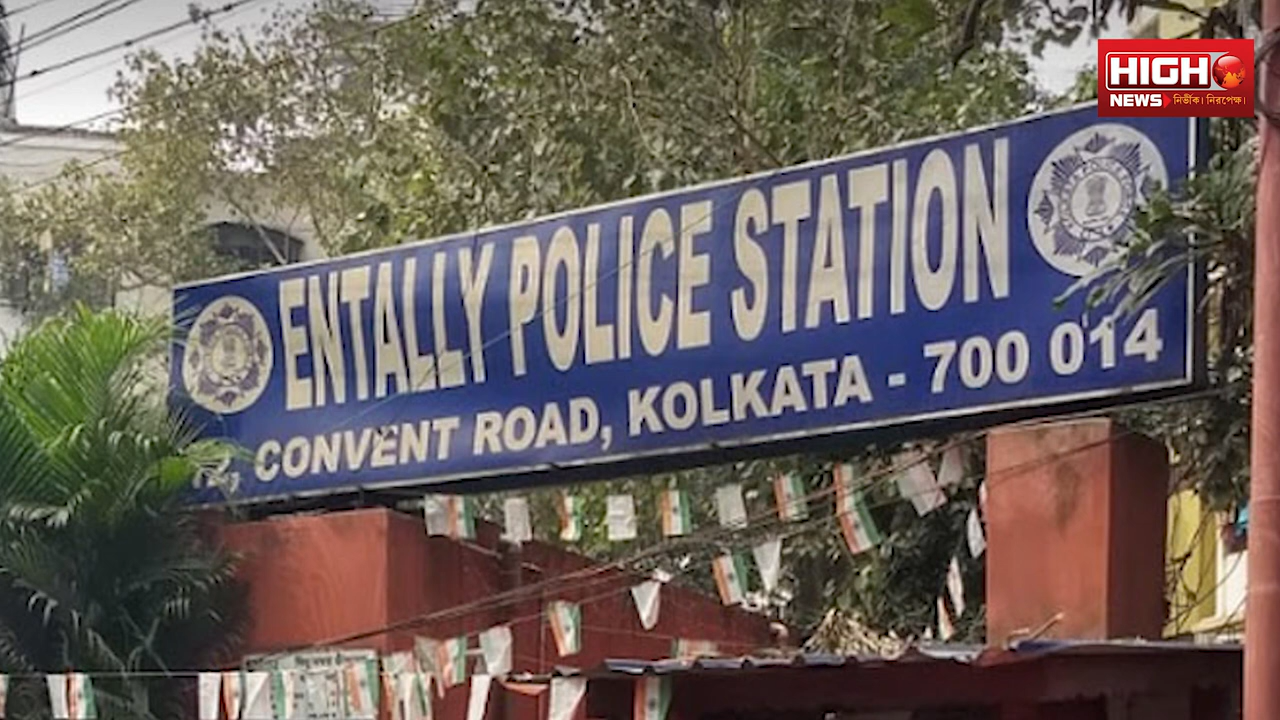 HIGH
NEWS নির্ভীক। নিরপেক্ষ।
ENTALLY POLICE STATION
CONVENT ROAD, KOLKATA - 700 014